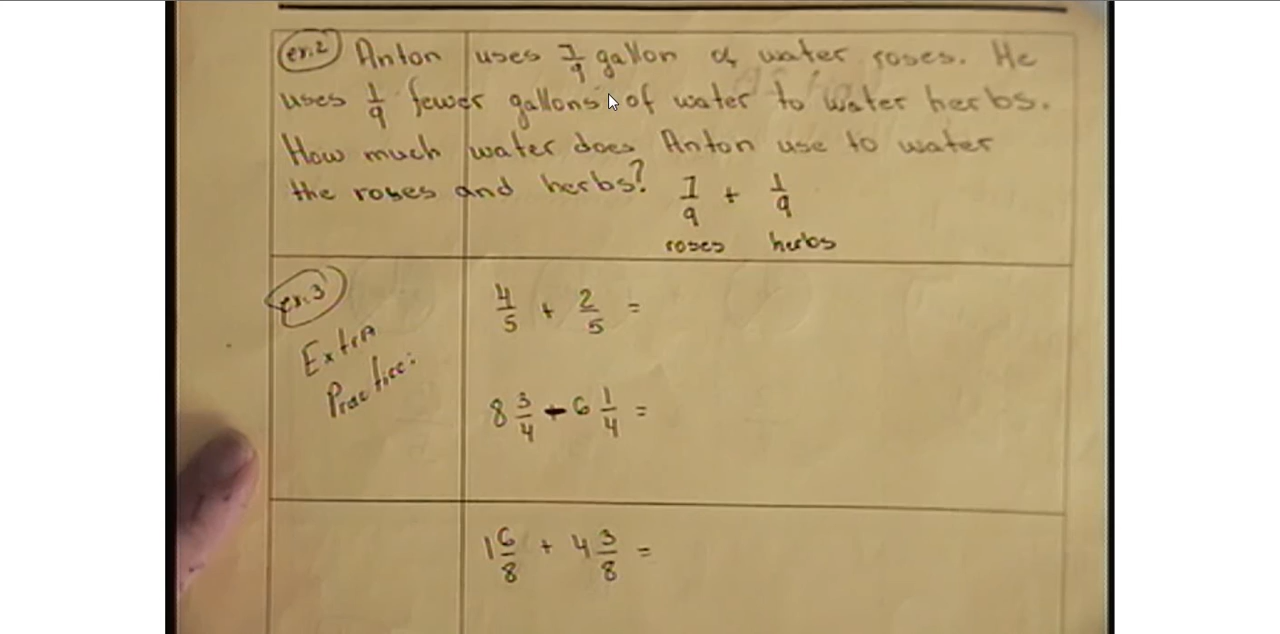 ex.2 Anton uses 7/9 gallon of water roses. He
uses 1/9 fewer gallons of water to water herbs.
How much water does Anton use to water
the roses and herbs? 7/9 + 1/9
roses herbs
ex.3
Extra
Practice:
4/5 + 2/5 =
8 3/4 - 6 1/4 =
1 6/8 + 4 3/8 =